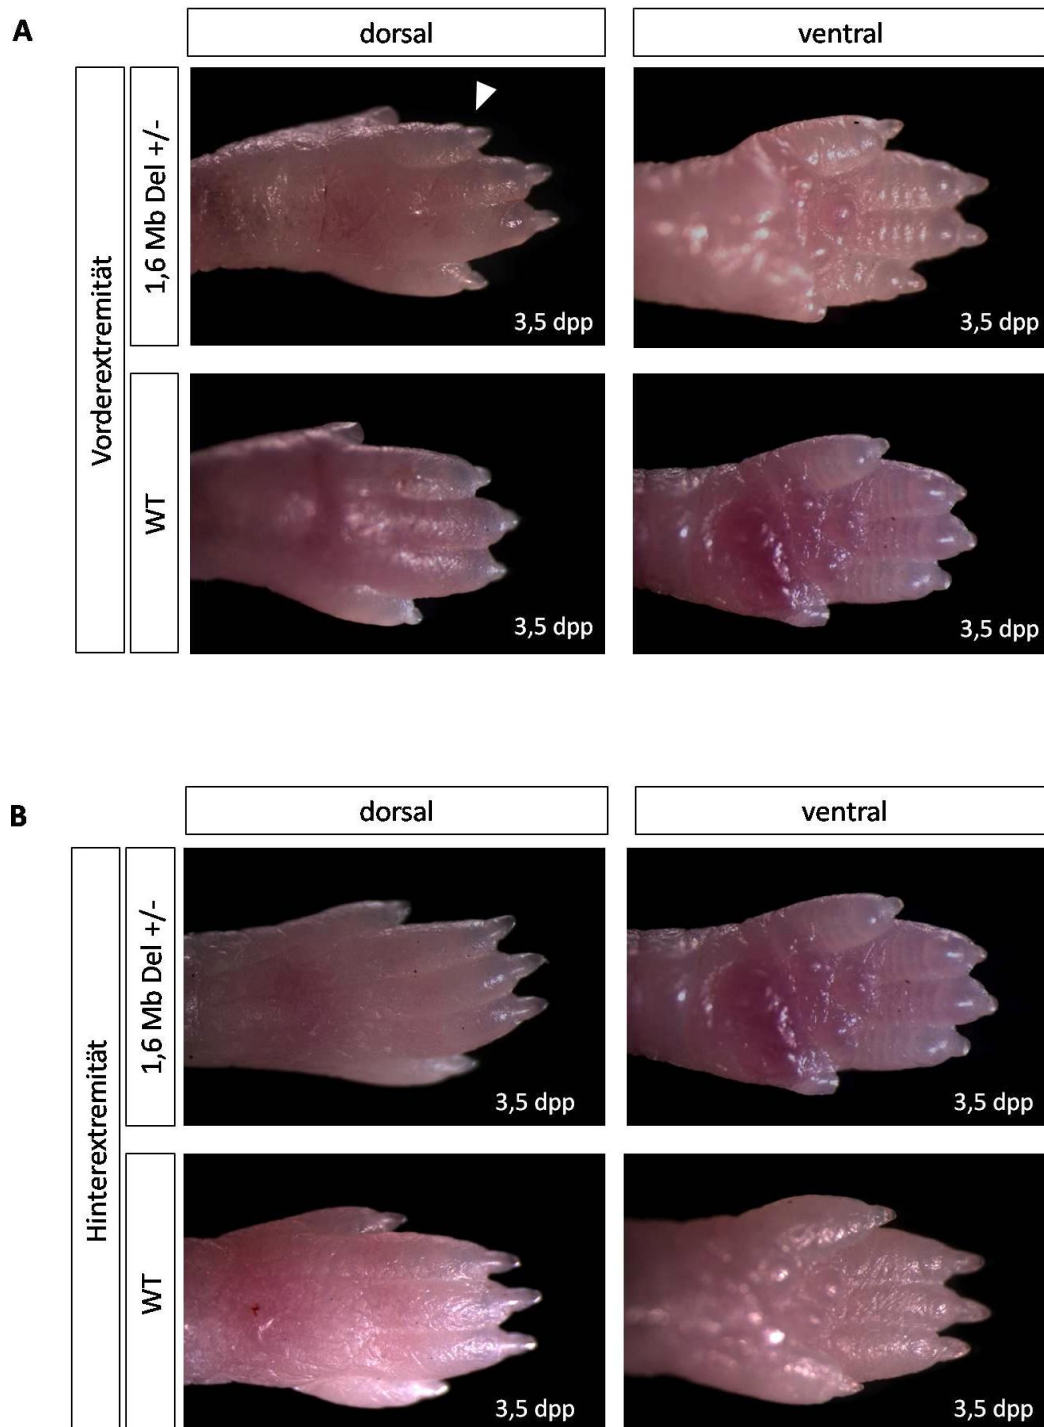 A
dorsal
ventral
Vorderextremität
1,6 Mb Del +/-
3,5 dpp
3,5 dpp
WT
3,5 dpp
3,5 dpp
B
dorsal
ventral
Hinterextremität
1,6 Mb Del +/-
3,5 dpp
3,5 dpp
WT
3,5 dpp
3,5 dpp